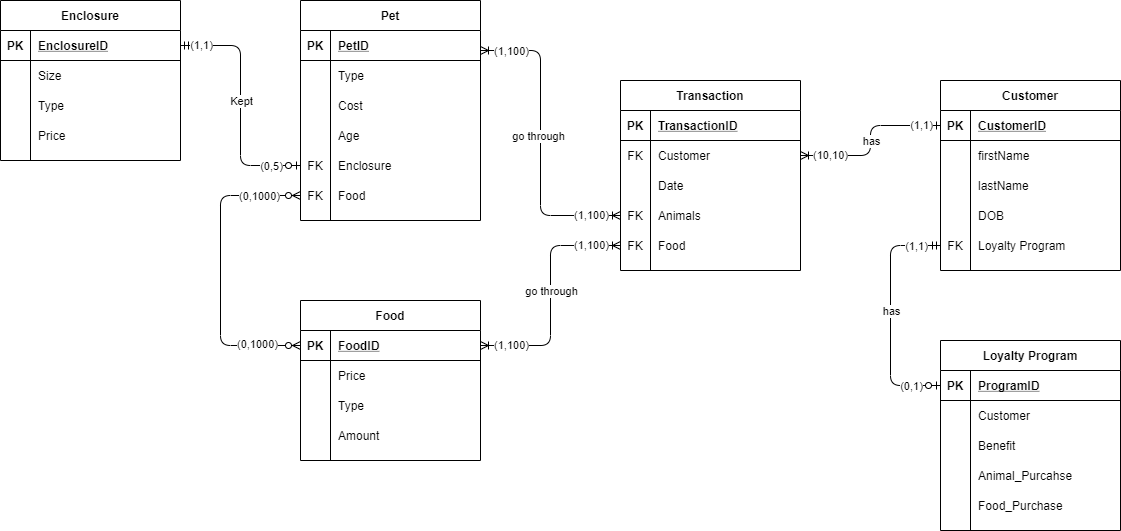 Enclosure
PK EnclosureID
Size
Type
Price
(1,1)
Kept
(0,5)
Pet
PK PetID
Type
Cost
Age
FK Enclosure
FK Food
(0,1000)
(0,1000)
(1,100)
go through
(1,100)
Food
PK FoodID
Price
Type
Amount
(1,100)
go through
(1,100)
Transaction
PK TransactionID
FK Customer
Date
FK Animals
FK Food
(10,10)
has
(1,1)
Customer
PK CustomerID
firstName
lastName
DOB
FK Loyalty Program
(1,1)
has
(0,1)
Loyalty Program
PK ProgramID
Customer
Benefit
Animal_Purcahse
Food_Purchase